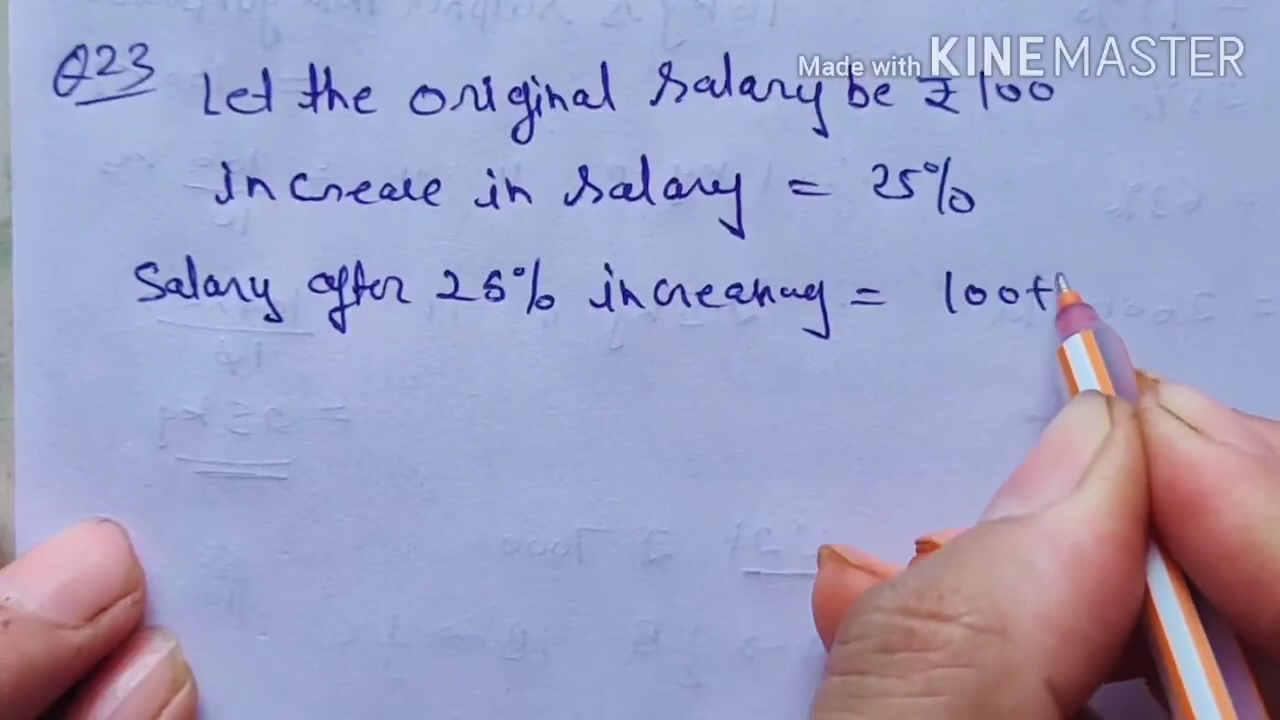 Made with KINEMASTER
Q23 Let the original salary be ₹100
increase in salary = 25%
Salary after 25% increasing = 100+